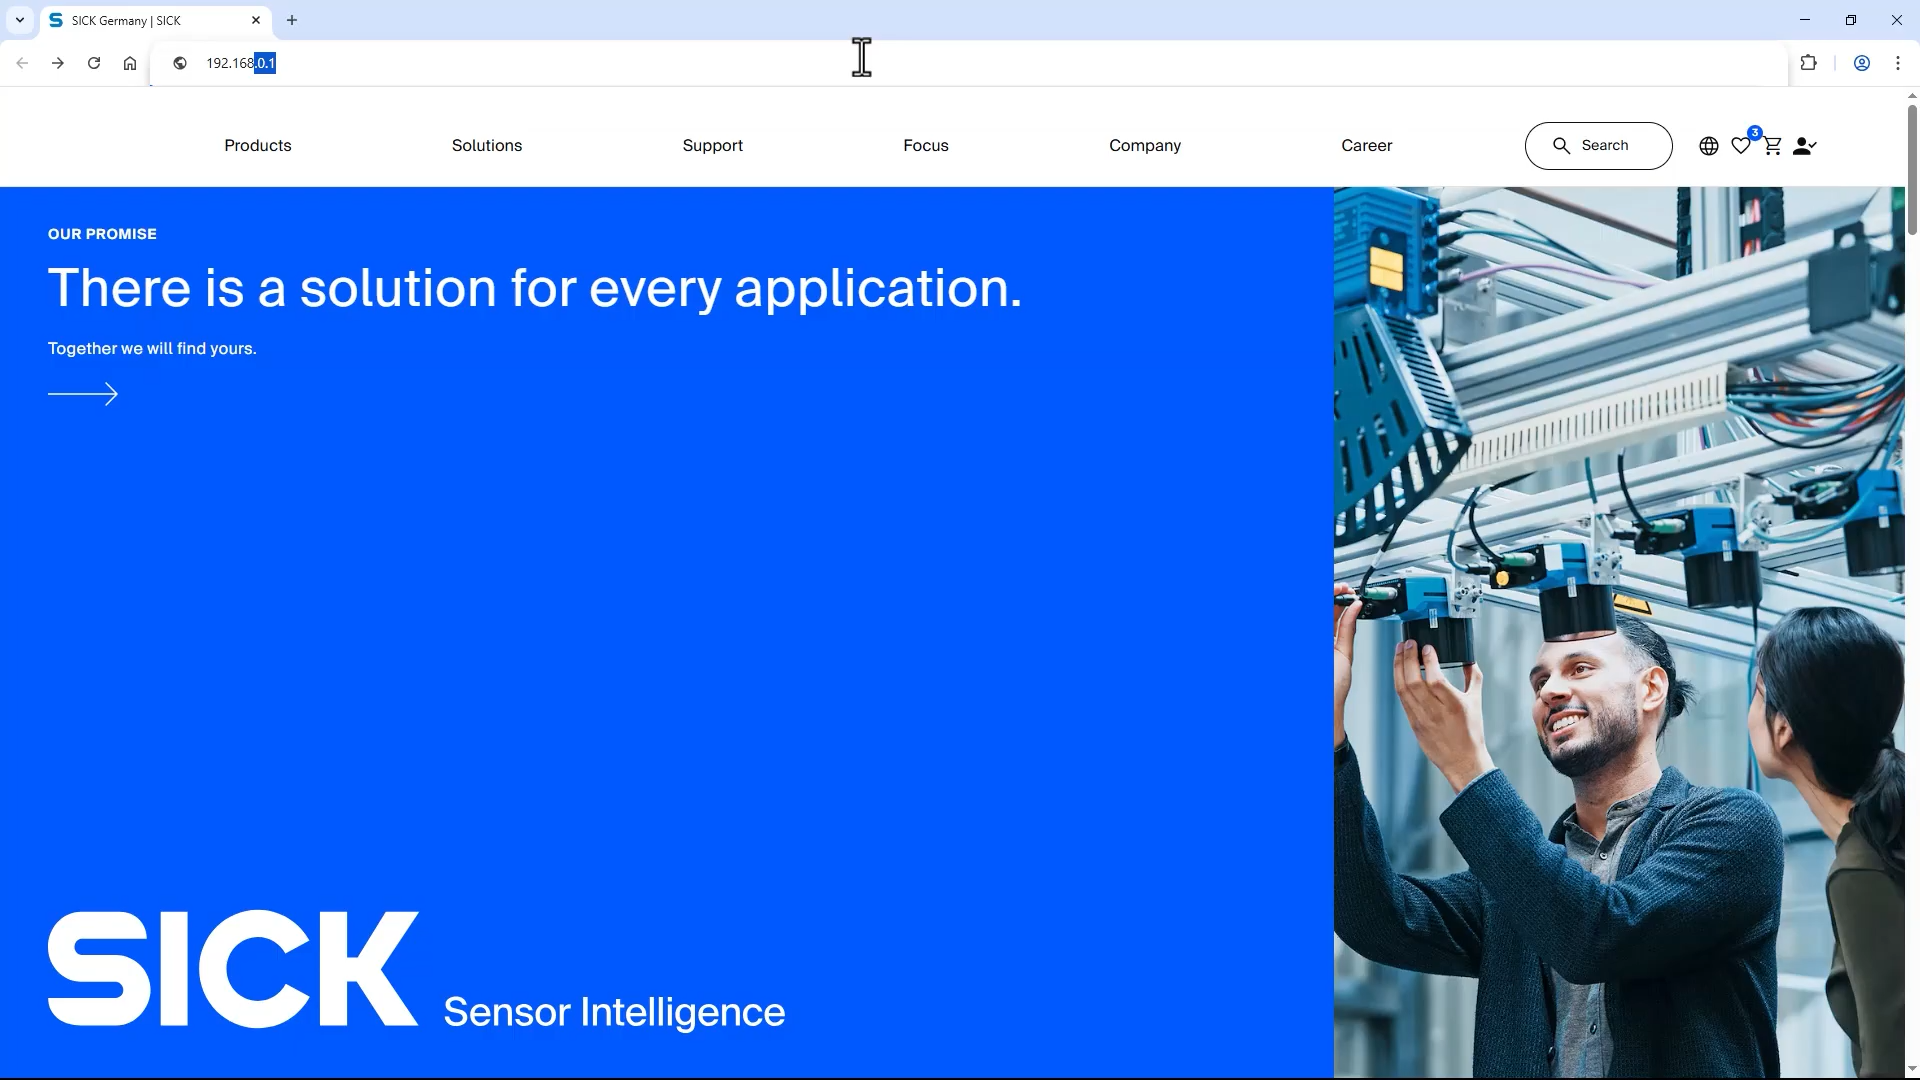 SICK Germany | SICK
192.168.0.1
Products
Solutions
Support
Focus
Company
Career
Search
3
OUR PROMISE
There is a solution for every application.
Together we will find yours.
SICK
Sensor Intelligence